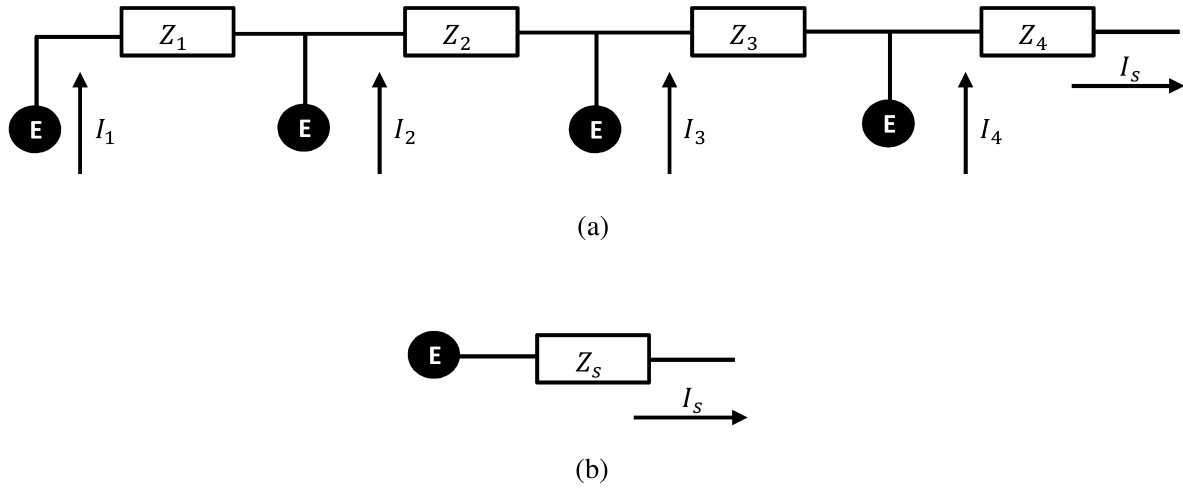 Z₁ Z₂ Z₃ Z₄
Iₛ
E I₁ E I₂ E I₃ E I₄
(a)
E Zₛ
Iₛ
(b)